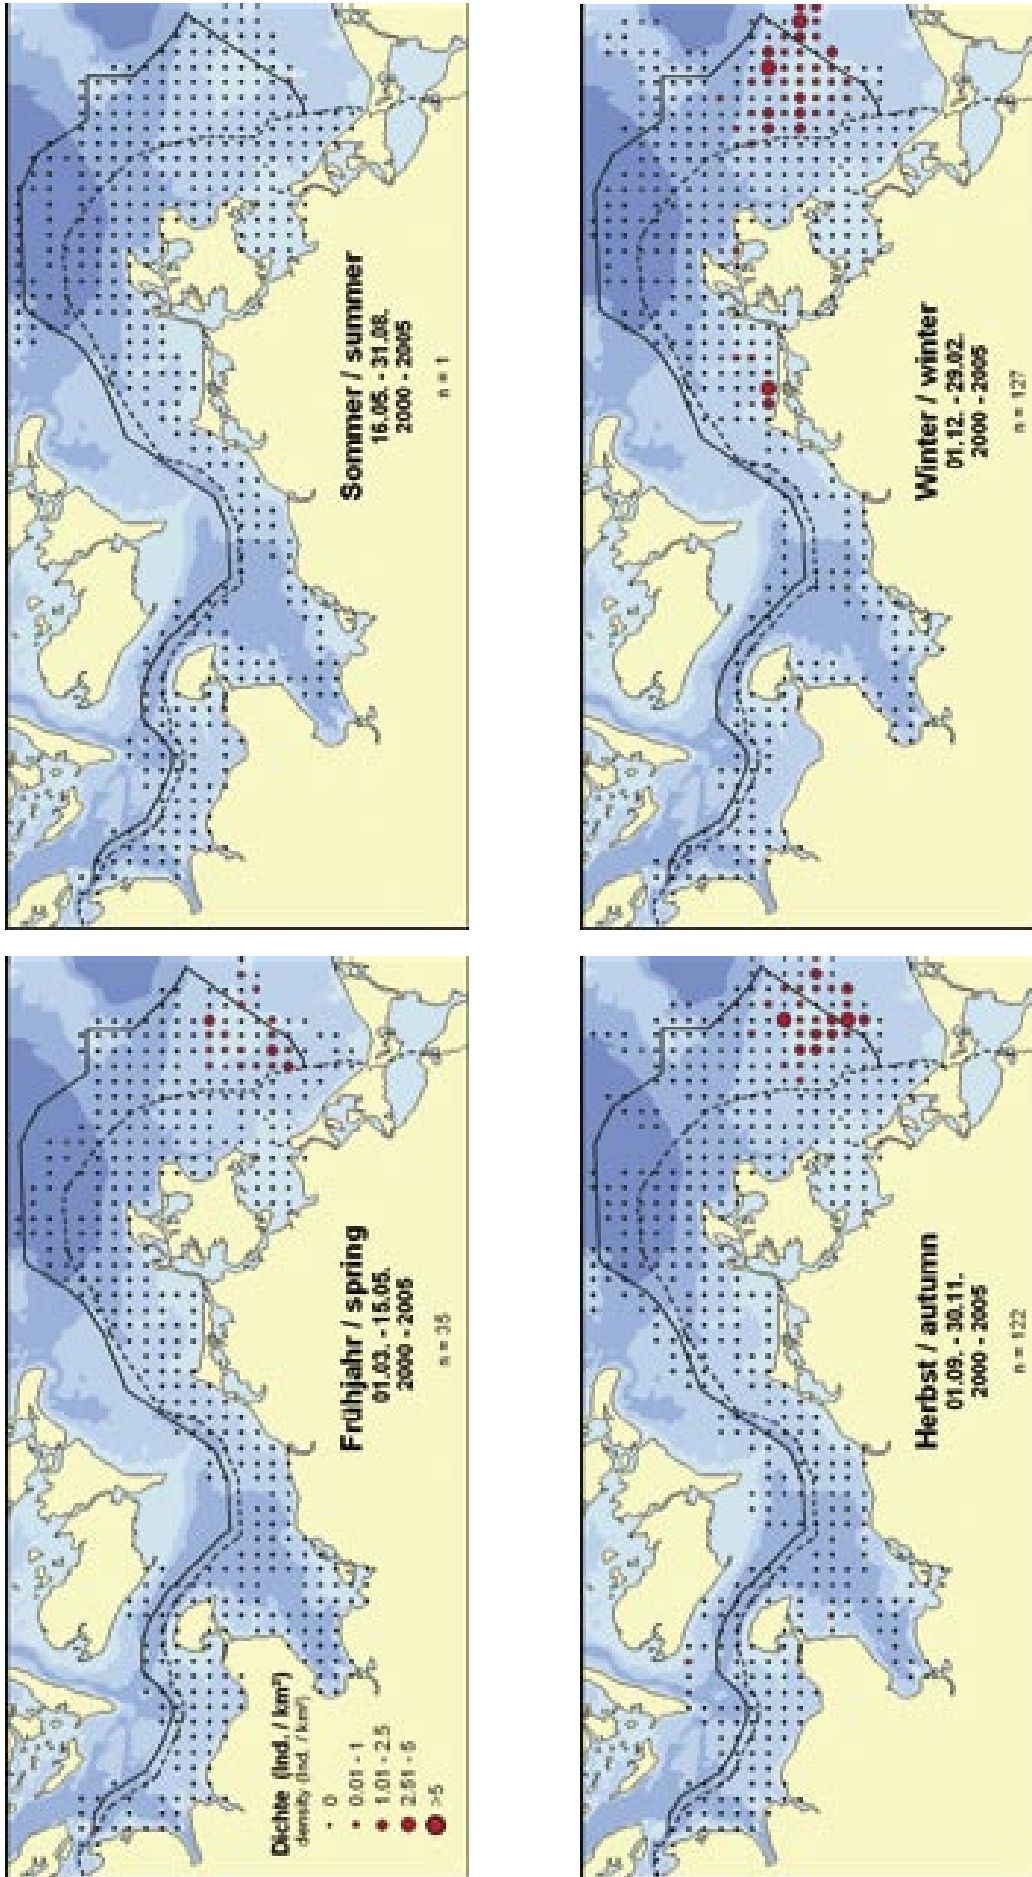 Frühjahr / spring
01.03. - 15.05.
2000 - 2005
n = 35
Dichte (Ind. / km²)
density (Ind. / km²)
0
0.01 - 1
1.01 - 2.5
2.51 - 5
>5
Sommer / summer
16.05. - 31.08.
2000 - 2005
n = 1
Herbst / autumn
01.09. - 30.11.
2000 - 2005
n = 122
Winter / winter
01.12. - 29.02.
2000 - 2005
n = 127